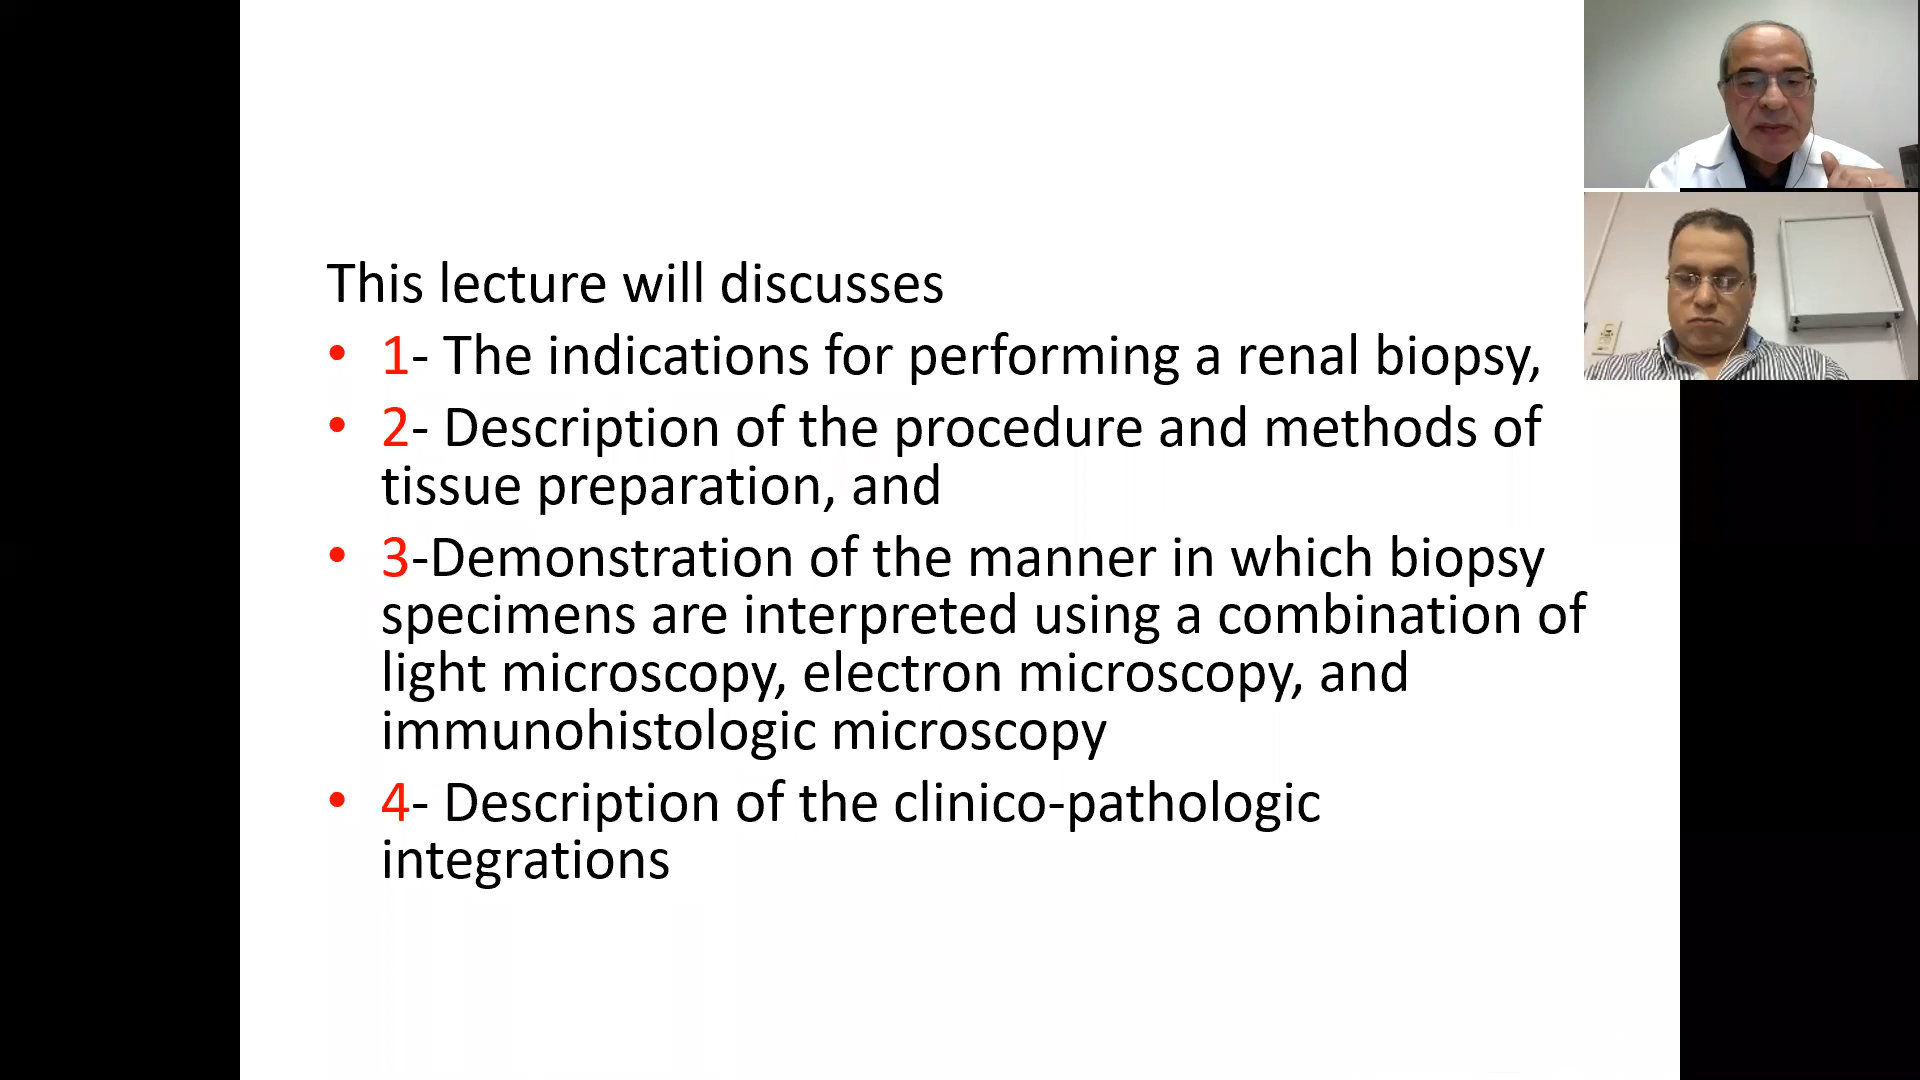 This lecture will discusses
• 1- The indications for performing a renal biopsy,
• 2- Description of the procedure and methods of
tissue preparation, and
• 3-Demonstration of the manner in which biopsy
specimens are interpreted using a combination of
light microscopy, electron microscopy, and
immunohistologic microscopy
• 4- Description of the clinico-pathologic
integrations